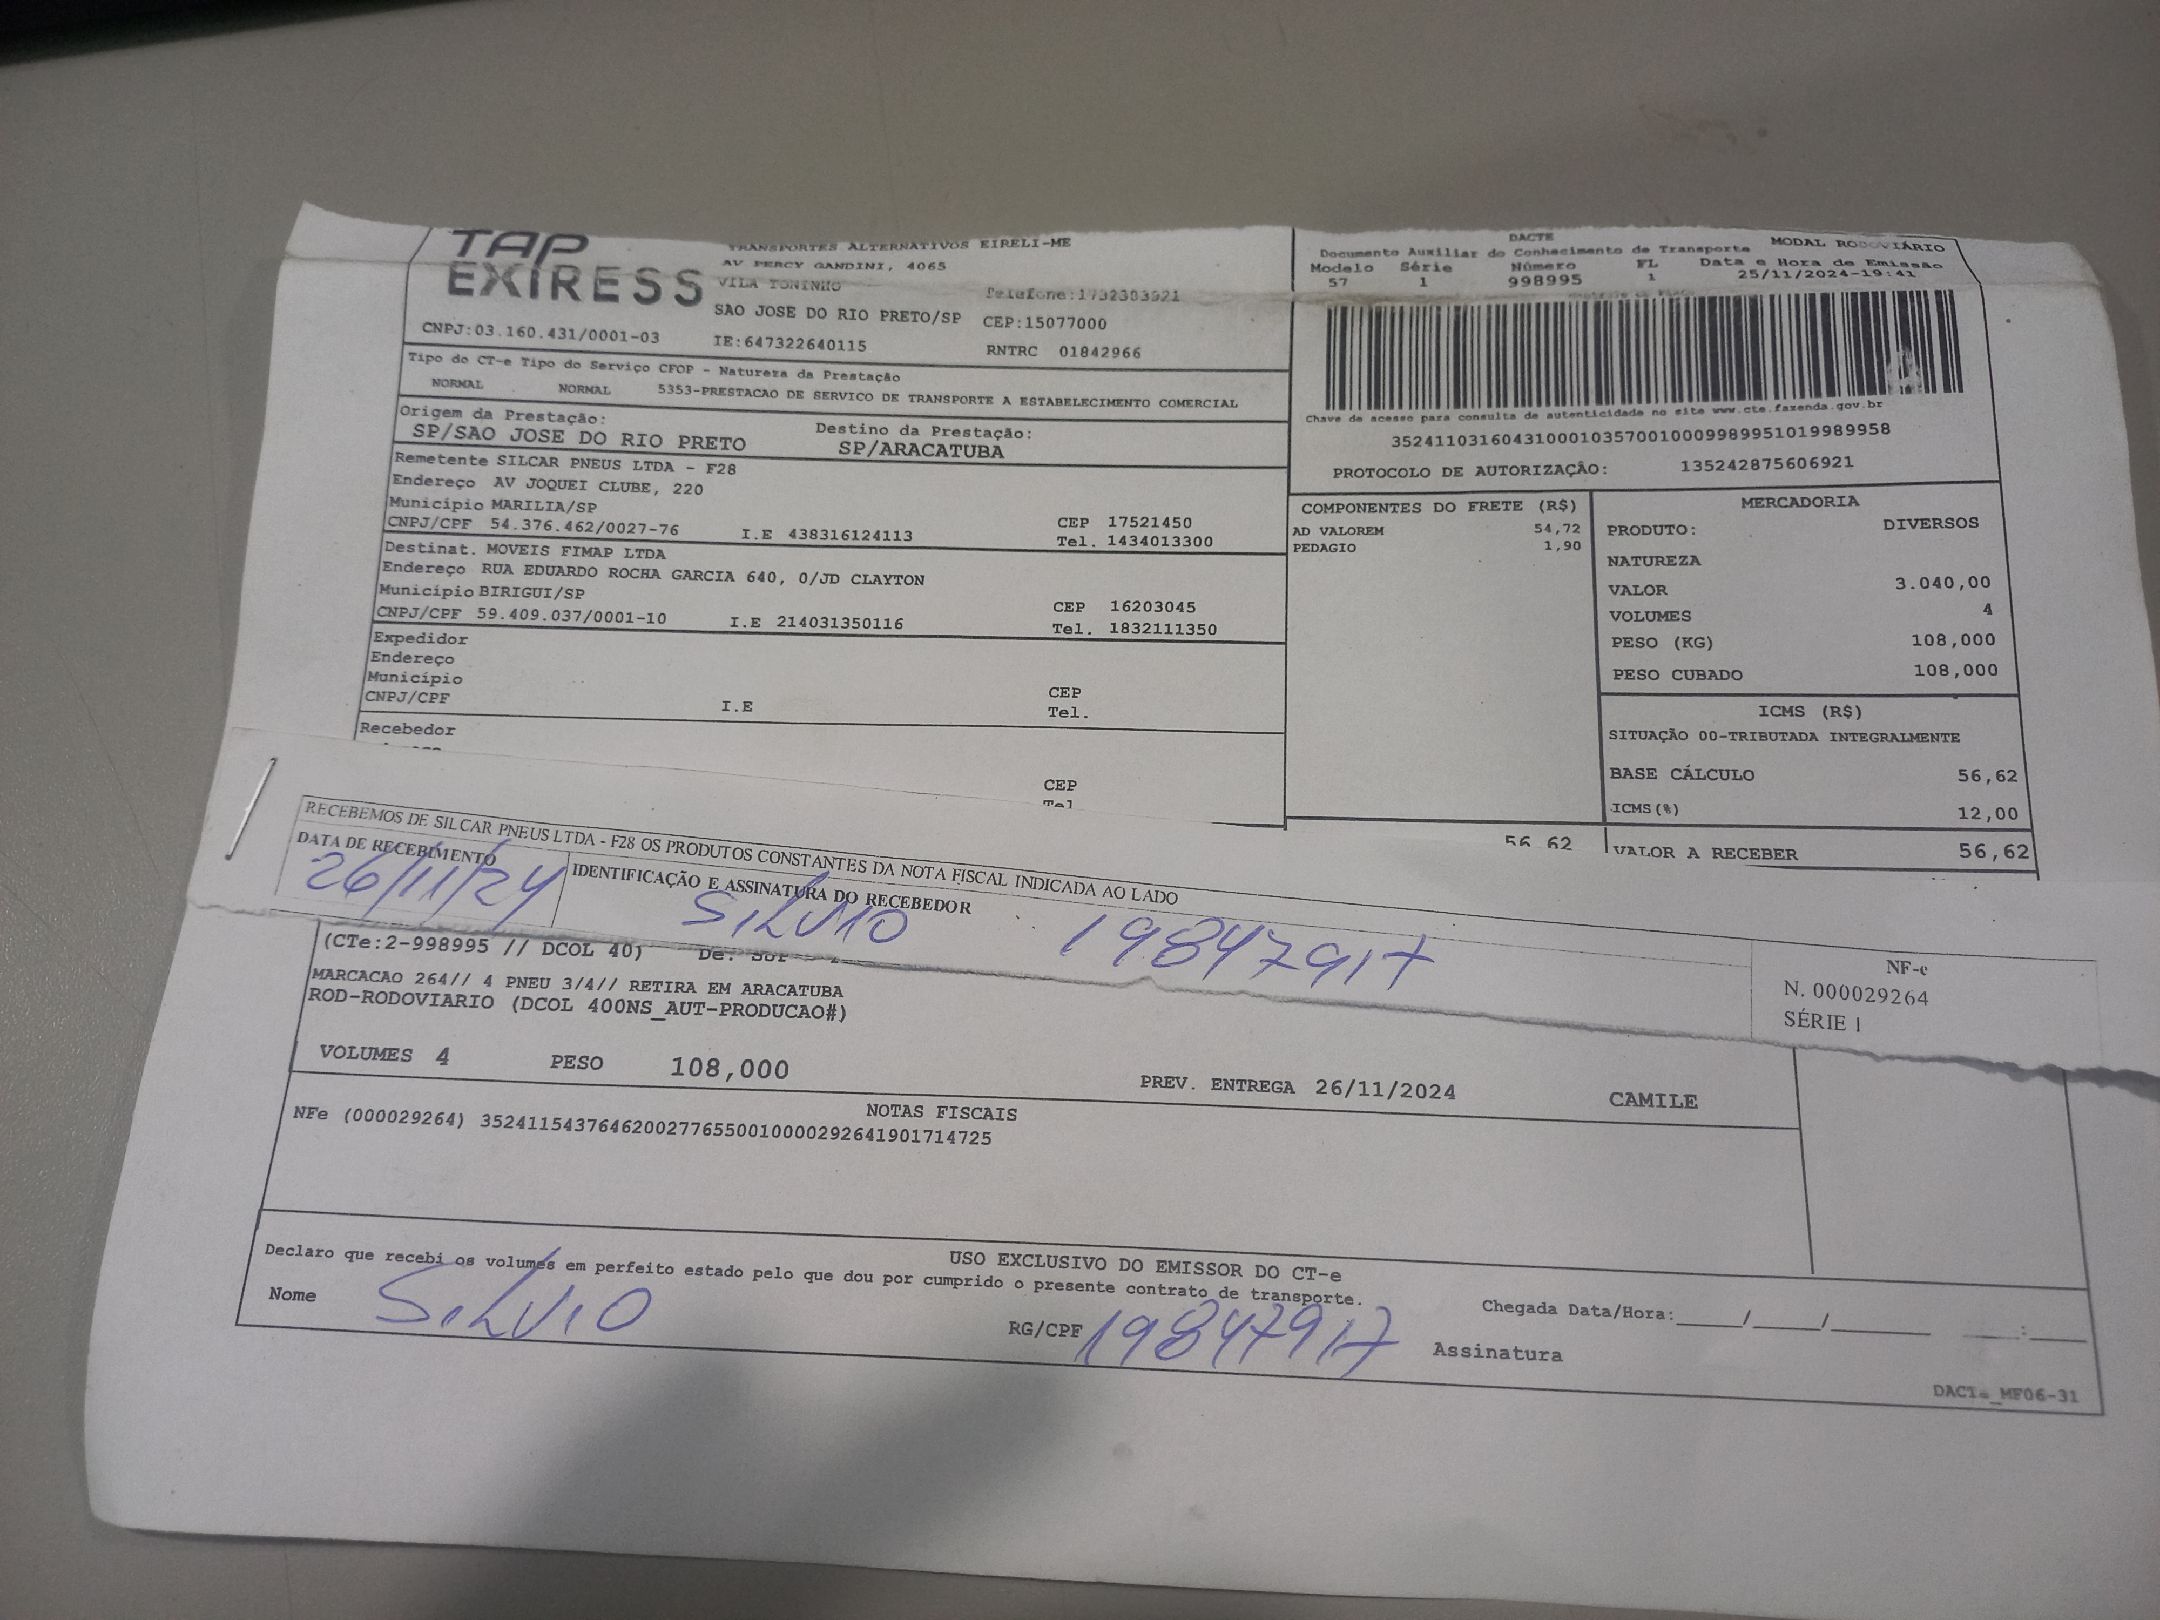 TAP
EXIRESS
TRANSPORTES ALTERNATIVOS EIRELI-ME
AV PERCY GANDINI, 4065
VILA TONINHO Telefone:1732303921
SAO JOSE DO RIO PRETO/SP CEP:15077000
CNPJ:03.160.431/0001-03 IE:647322640115 RNTRC 01842966
DACTE
Documento Auxiliar do Conhecimento de Transporte MODAL RODOVIÁRIO
Modelo Série Número FL Data e Hora de Emissão
57 1 998995 1 25/11/2024-19:41
Chave de acesso para consulta de autenticidade no site www.cte.fazenda.gov.br
35241103160431000103570010009989951019989958
PROTOCOLO DE AUTORIZAÇÃO: 135242875606921
Tipo do CT-e Tipo do Serviço CFOP - Natureza da Prestação
NORMAL NORMAL 5353-PRESTACAO DE SERVICO DE TRANSPORTE A ESTABELECIMENTO COMERCIAL
Origem da Prestação: Destino da Prestação:
SP/SAO JOSE DO RIO PRETO SP/ARACATUBA
Remetente SILCAR PNEUS LTDA - F28
Endereço AV JOQUEI CLUBE, 220
Município MARILIA/SP CEP 17521450
CNPJ/CPF 54.376.462/0027-76 I.E 438316124113 Tel. 1434013300
Destinat. MOVEIS FIMAP LTDA
Endereço RUA EDUARDO ROCHA GARCIA 640, 0/JD CLAYTON
Município BIRIGUI/SP CEP 16203045
CNPJ/CPF 59.409.037/0001-10 I.E 214031350116 Tel. 1832111350
Expedidor
Endereço
Município CEP
CNPJ/CPF I.E Tel.
Recebedor
CEP
Tel
COMPONENTES DO FRETE (R$)
AD VALOREM 54,72
PEDAGIO 1,90
56,62
MERCADORIA
PRODUTO: DIVERSOS
NATUREZA
VALOR 3.040,00
VOLUMES 4
PESO (KG) 108,000
PESO CUBADO 108,000
ICMS (R$)
SITUAÇÃO 00-TRIBUTADA INTEGRALMENTE
BASE CÁLCULO 56,62
ICMS(%) 12,00
VALOR A RECEBER 56,62
RECEBEMOS DE SILCAR PNEUS LTDA - F28 OS PRODUTOS CONSTANTES DA NOTA FISCAL INDICADA AO LADO
DATA DE RECEBIMENTO IDENTIFICAÇÃO E ASSINATURA DO RECEBEDOR
26/11/24 SILVIO 19847917
NF-e
N. 000029264
SÉRIE 1
(CTe:2-998995 // DCOL 40)
MARCACAO 264// 4 PNEU 3/4// RETIRA EM ARACATUBA
ROD-RODOVIARIO (DCOL 400NS_AUT-PRODUCAO#)
VOLUMES 4 PESO 108,000 PREV. ENTREGA 26/11/2024 CAMILE
NOTAS FISCAIS
NFe (000029264) 35241154376462002776550010000292641901714725
USO EXCLUSIVO DO EMISSOR DO CT-e
Declaro que recebi os volumes em perfeito estado pelo que dou por cumprido o presente contrato de transporte.
Nome SILVIO RG/CPF 19847917 Assinatura
Chegada Data/Hora:_____/_____/________ ____:____
DACTe_MF06-31